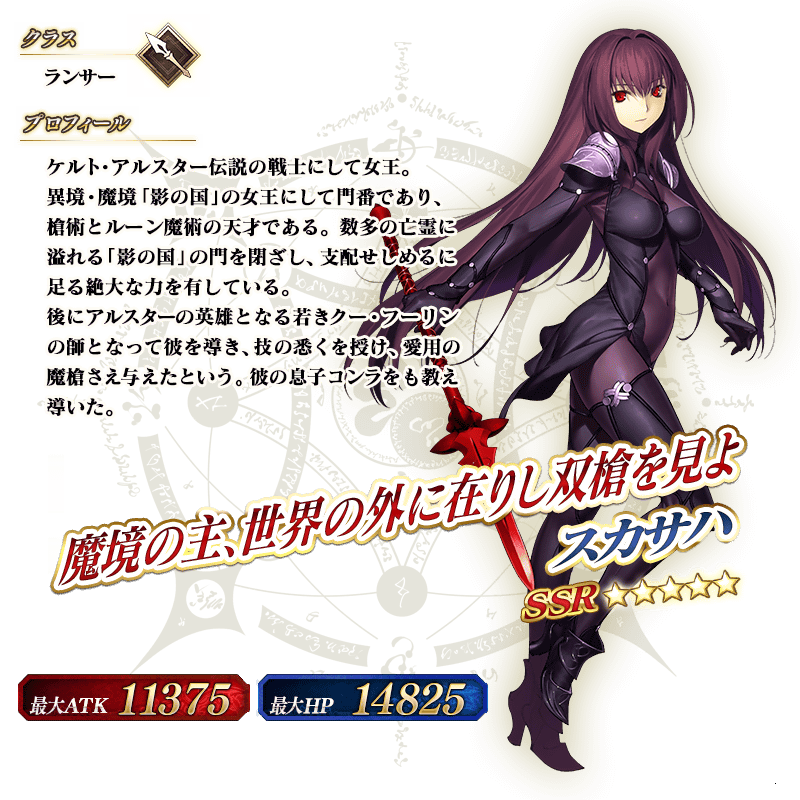 クラス
ランサー
プロフィール
ケルト・アルスター伝説の戦士にして女王。
異境・魔境「影の国」の女王にして門番であり、
槍術とルーン魔術の天才である。数多の亡霊に
溢れる「影の国」の門を閉ざし、支配せしめるに
足る絶大な力を有している。
後にアルスターの英雄となる若きクー・フーリン
の師となって彼を導き、技の悉くを授け、愛用の
魔槍さえ与えたという。彼の息子コンラをも教え
導いた。
魔境の主、世界の外に在りし双槍を見よ
スカサハ
SSR ☆☆☆☆☆
最大ATK 11375
最大HP 14825